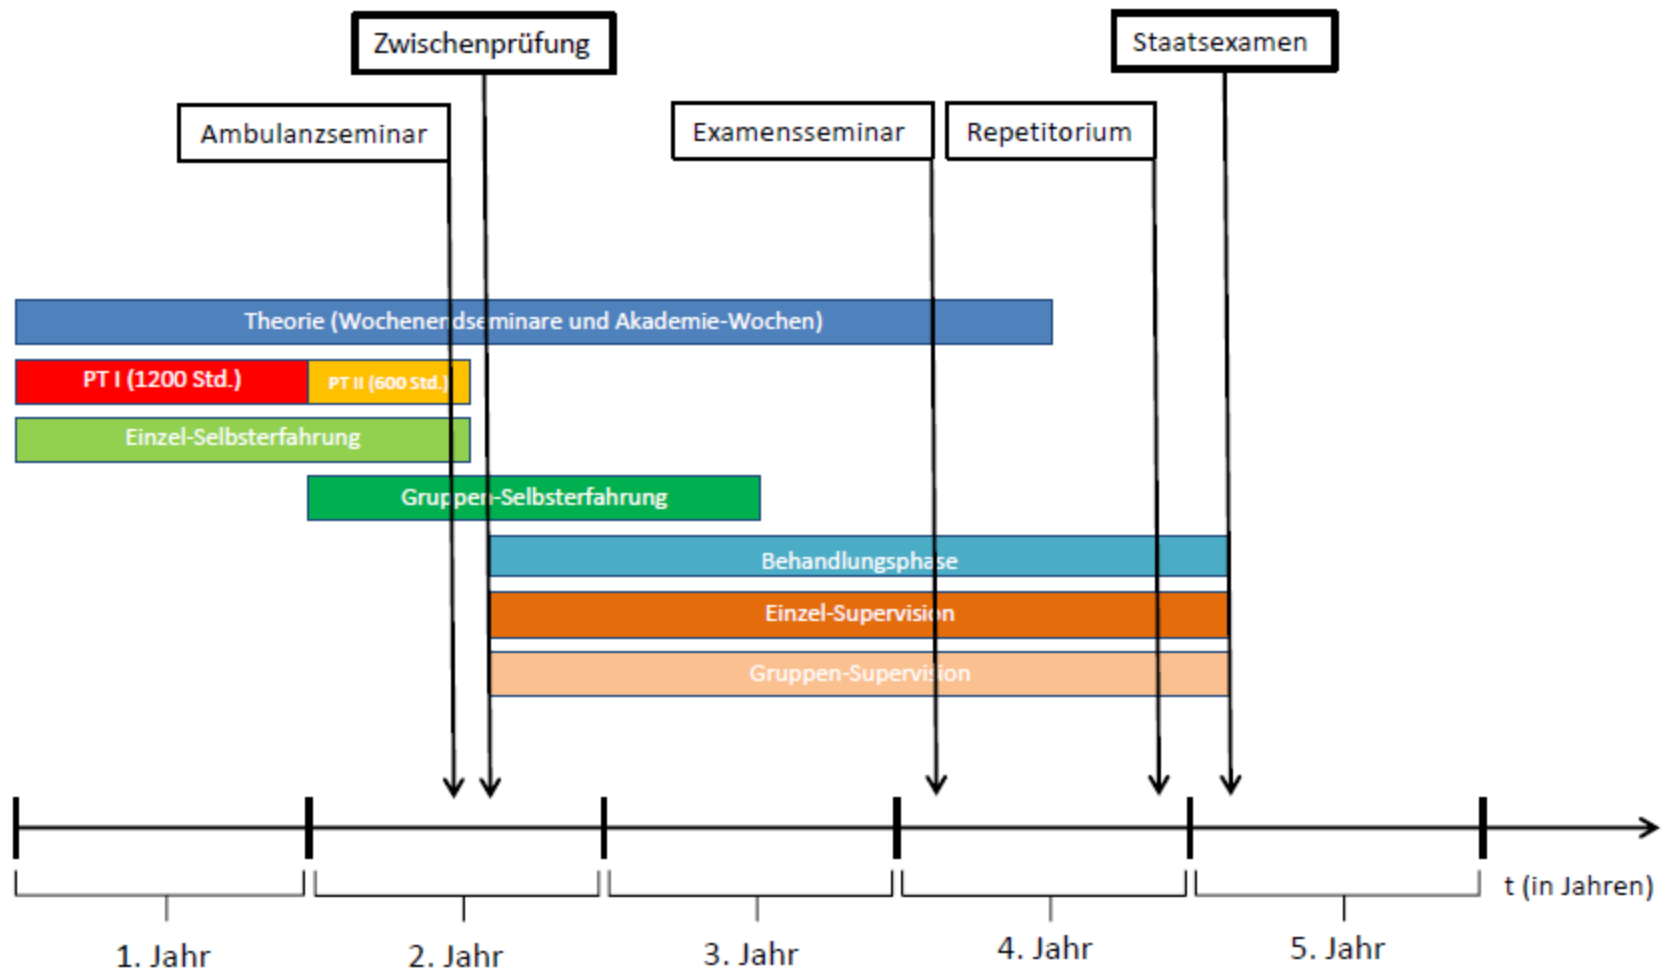 Zwischenprüfung
Staatsexamen
Ambulanzseminar
Examensseminar
Repetitorium
Theorie (Wochenendseminare und Akademie-Wochen)
PT I (1200 Std.)
PT II (600 Std.)
Einzel-Selbsterfahrung
Gruppen-Selbsterfahrung
Behandlungsphase
Einzel-Supervision
Gruppen-Supervision
t (in Jahren)
1. Jahr
2. Jahr
3. Jahr
4. Jahr
5. Jahr